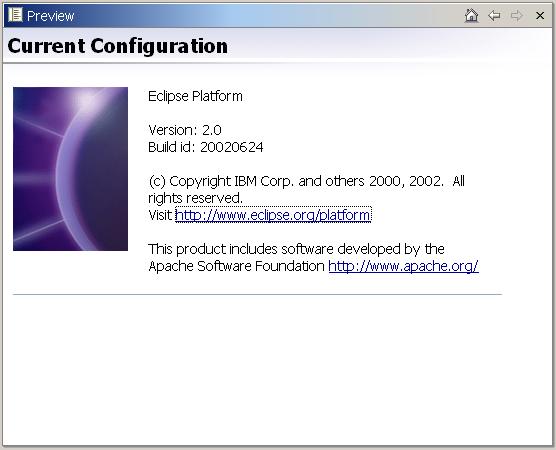 Preview
Current Configuration
Eclipse Platform
Version: 2.0
Build id: 20020624
(c) Copyright IBM Corp. and others 2000, 2002.  All
rights reserved.
Visit http://www.eclipse.org/platform
This product includes software developed by the
Apache Software Foundation http://www.apache.org/